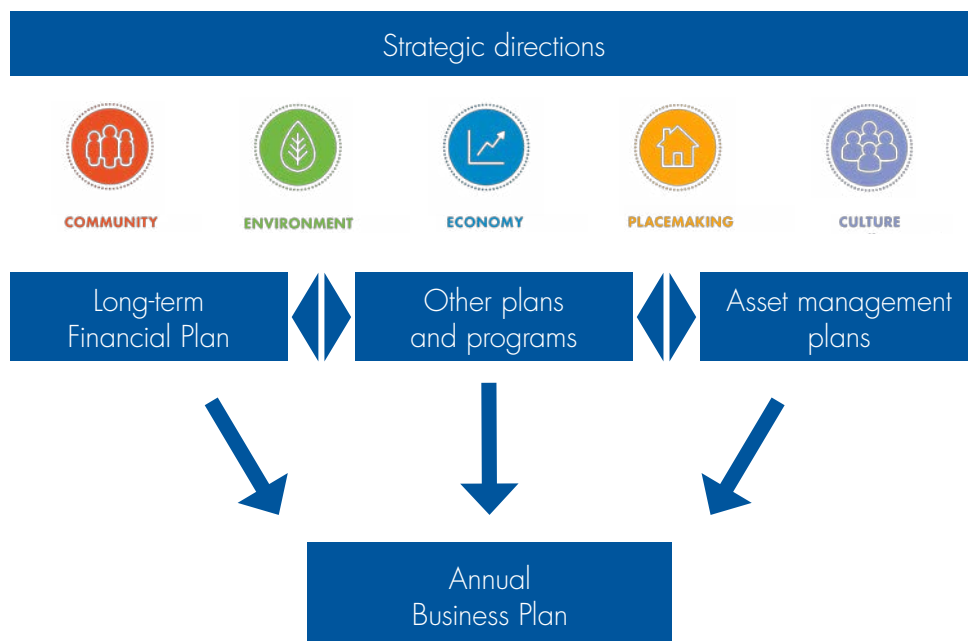 Strategic directions
COMMUNITY
ENVIRONMENT
ECONOMY
PLACEMAKING
CULTURE
Long-term
Financial Plan
Other plans
and programs
Asset management
plans
Annual
Business Plan